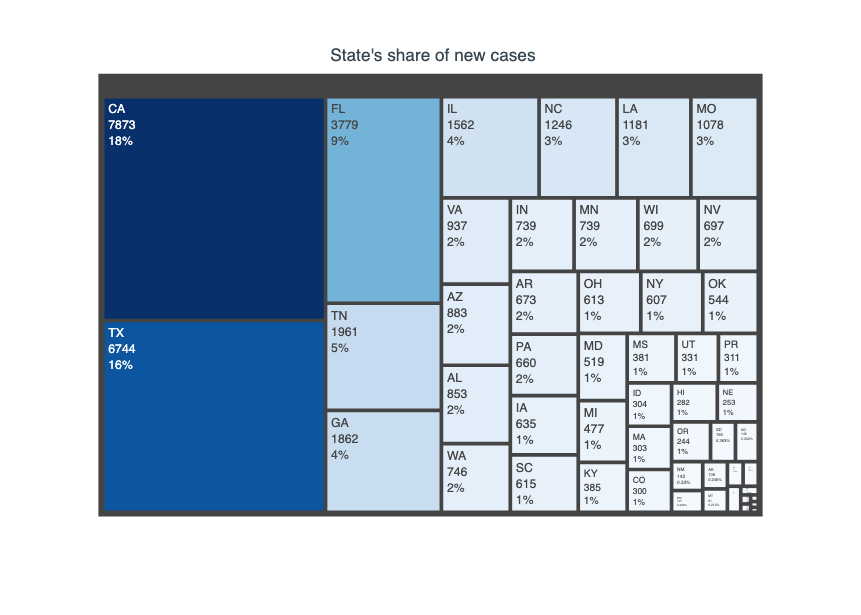 State's share of new cases
CA
7873
18%
TX
6744
16%
FL
3779
9%
TN
1961
5%
GA
1862
4%
IL
1562
4%
NC
1246
3%
LA
1181
3%
MO
1078
3%
VA
937
2%
AZ
883
2%
AL
853
2%
WA
746
2%
IN
739
2%
MN
739
2%
WI
699
2%
NV
697
2%
AR
673
2%
PA
660
2%
IA
635
1%
SC
615
1%
OH
613
1%
NY
607
1%
OK
544
1%
MD
519
1%
MI
477
1%
KY
385
1%
MS
381
1%
UT
331
1%
PR
311
1%
ID
304
1%
MA
303
1%
CO
300
1%
HI
282
1%
NE
253
1%
OR
244
1%
NM
142
0.33%